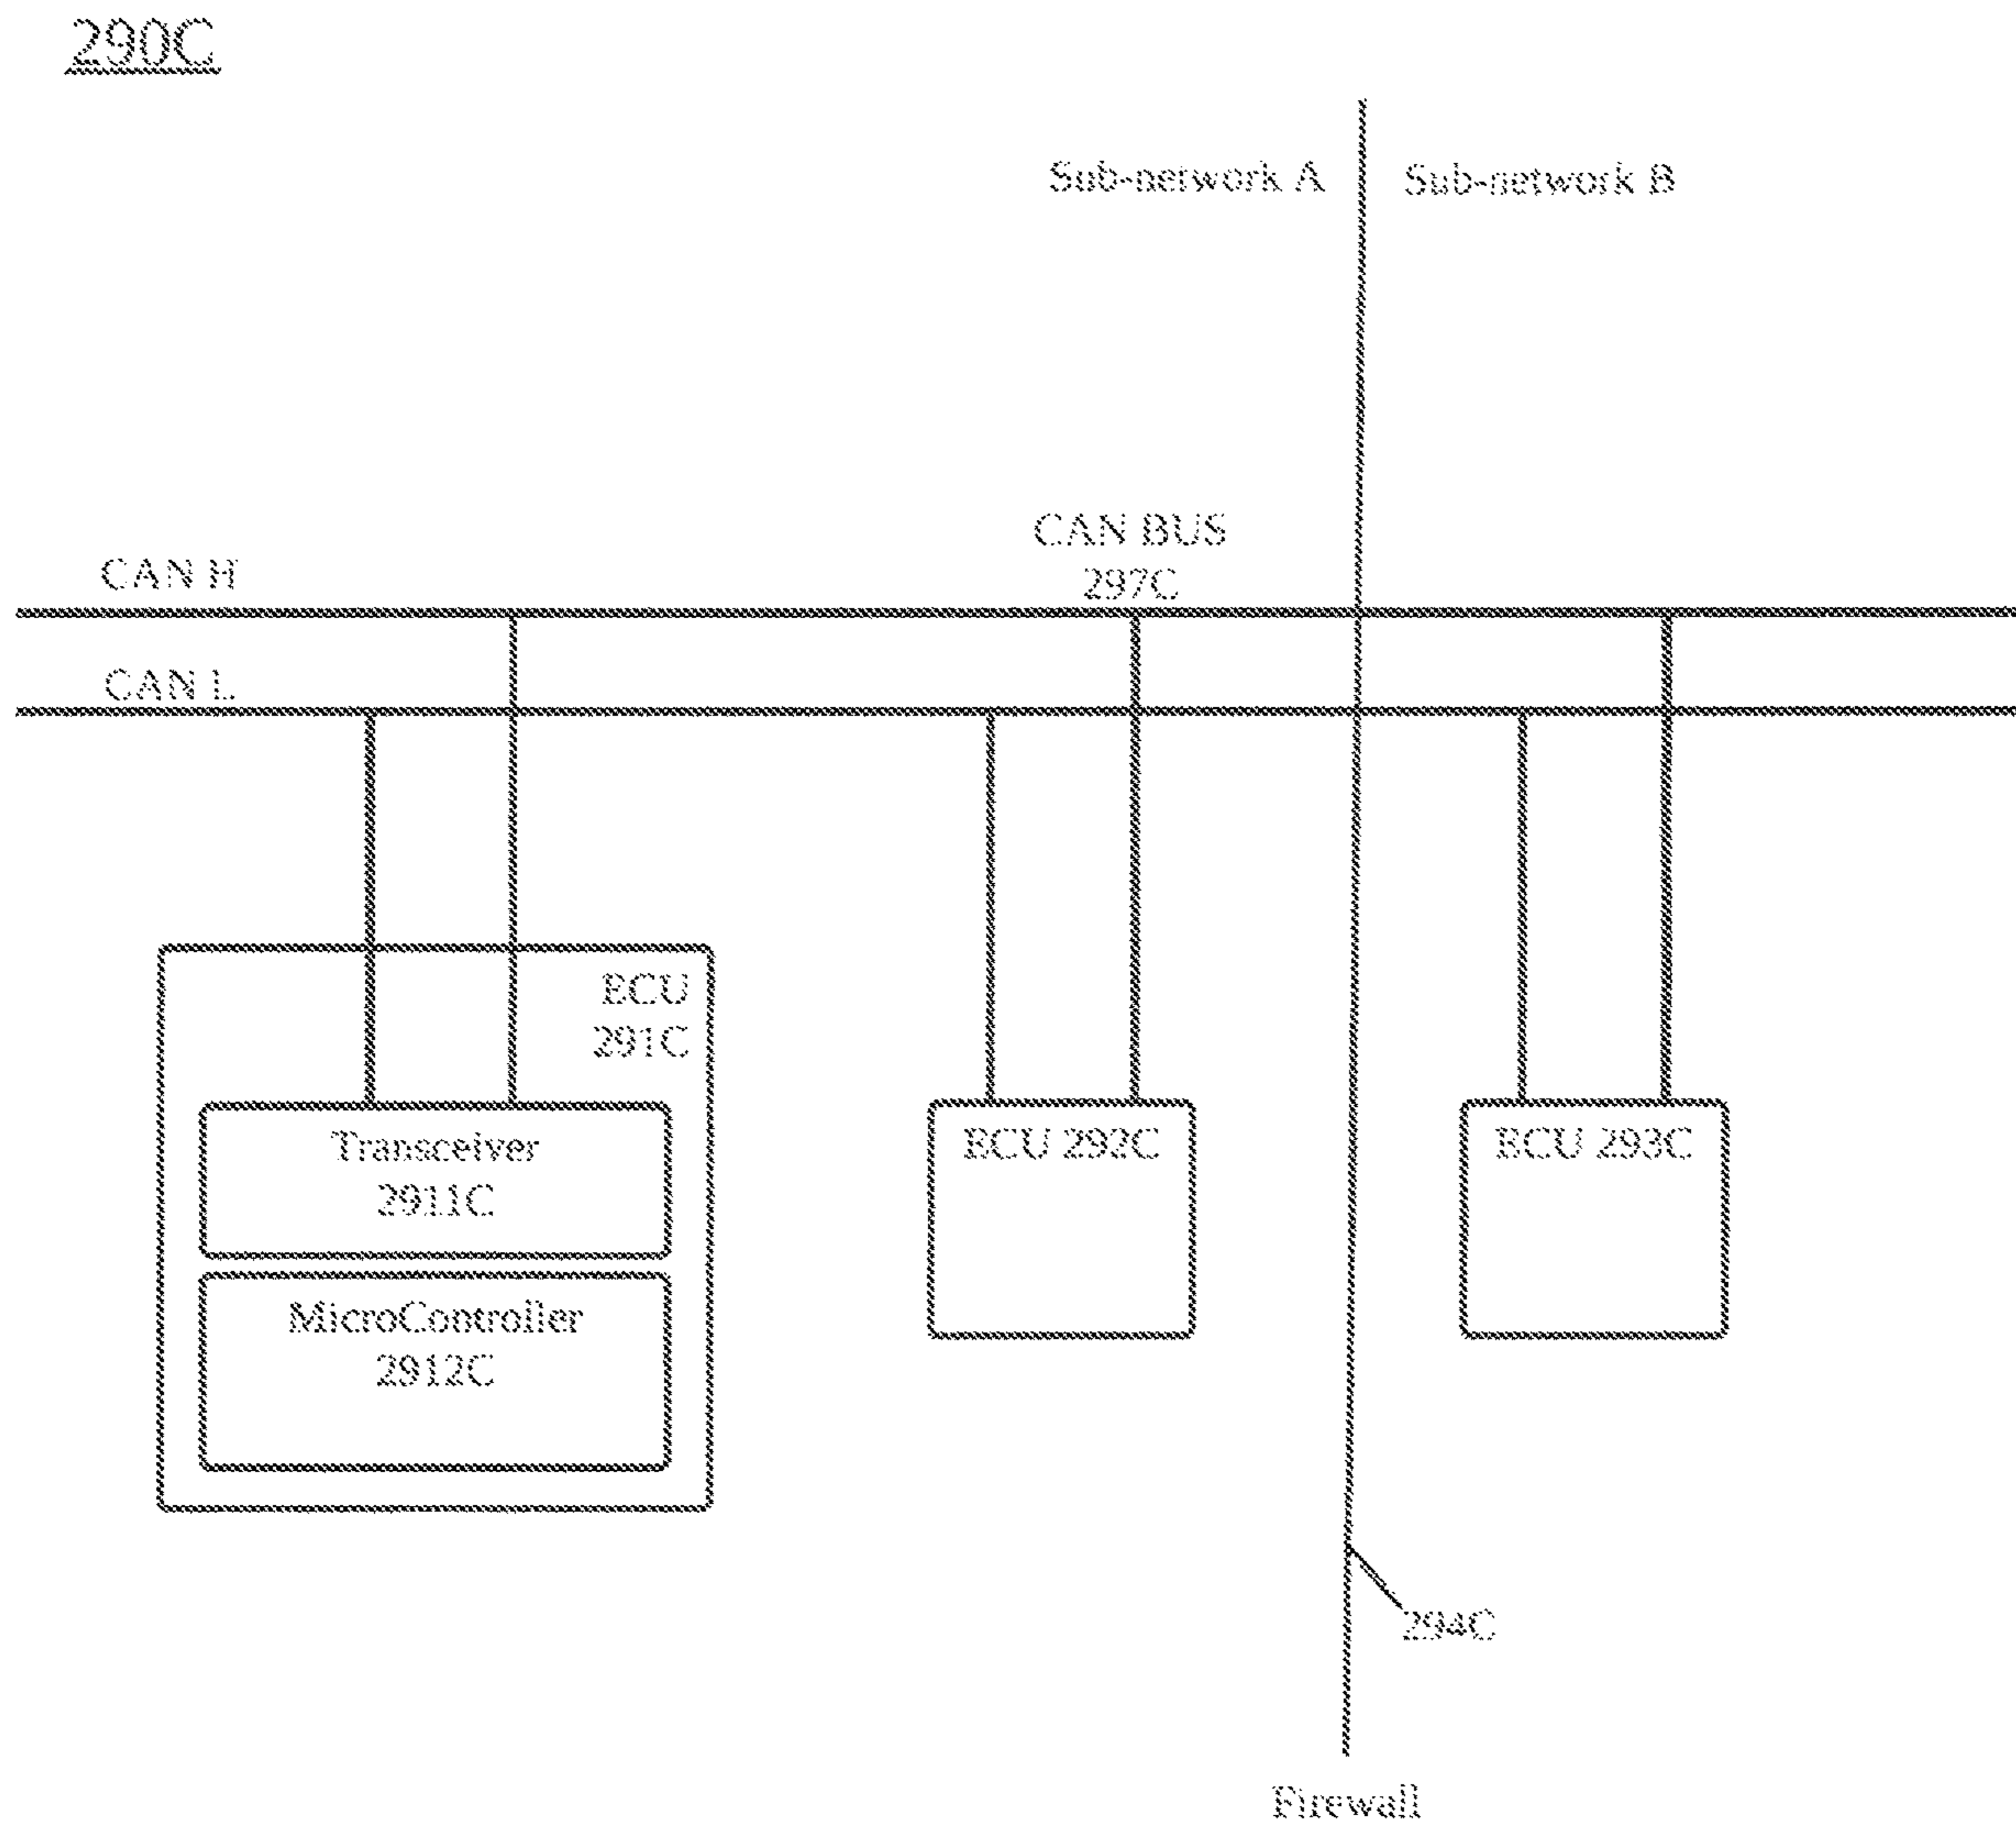 290C
Sub-network A
Sub-network B
CAN BUS
297C
CAN H
CAN L
ECU
291C
Transceiver
2911C
MicroController
2912C
ECU 292C
ECU 293C
294C
Firewall